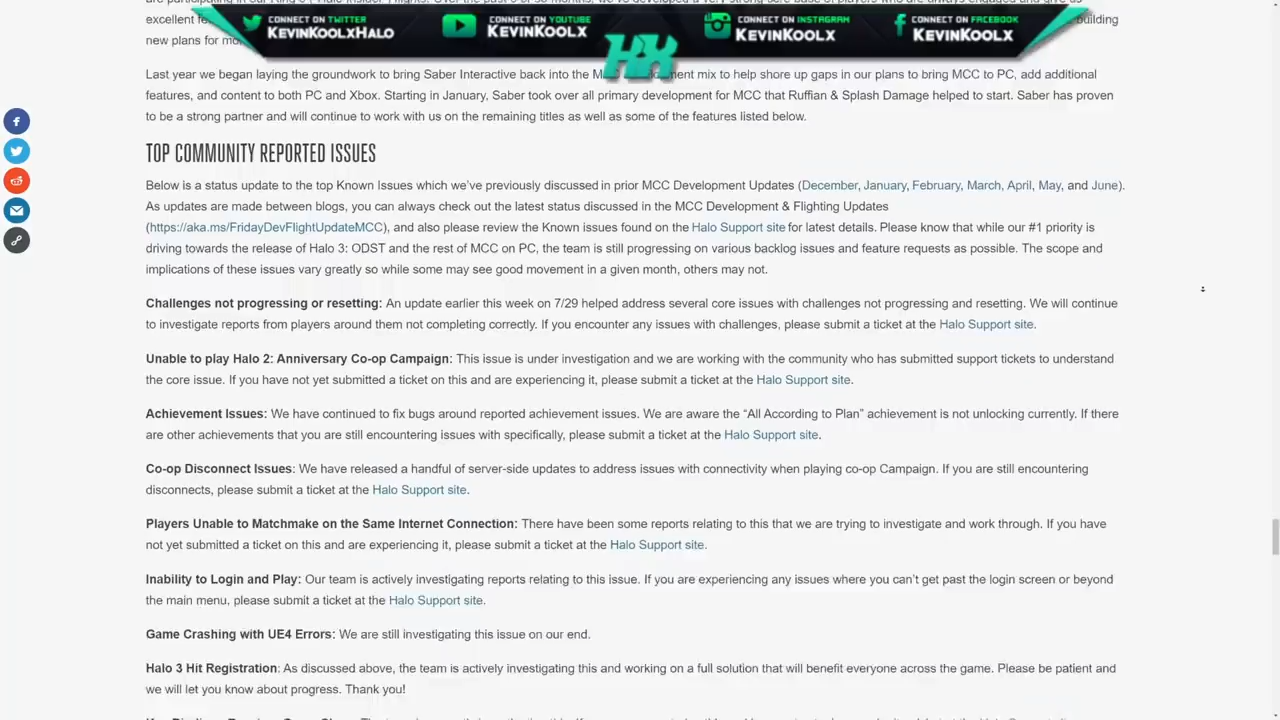 are participating in our Ring
excellent fe
building
new plans for mo
CONNECT ON TWITTER
KEVINKOOLXHALO
CONNECT ON YOUTUBE
KEVINKOOLX
HX
CONNECT ON INSTAGRAM
KEVINKOOLX
CONNECT ON FACEBOOK
KEVINKOOLX
Last year we began laying the groundwork to bring Saber Interactive back into the M ment mix to help shore up gaps in our plans to bring MCC to PC, add additional
features, and content to both PC and Xbox. Starting in January, Saber took over all primary development for MCC that Ruffian & Splash Damage helped to start. Saber has proven
to be a strong partner and will continue to work with us on the remaining titles as well as some of the features listed below.
TOP COMMUNITY REPORTED ISSUES
Below is a status update to the top Known Issues which we've previously discussed in prior MCC Development Updates (December, January, February, March, April, May, and June).
As updates are made between blogs, you can always check out the latest status discussed in the MCC Development & Flighting Updates
(https://aka.ms/FridayDevFlightUpdateMCC), and also please review the Known issues found on the Halo Support site for latest details. Please know that while our #1 priority is
driving towards the release of Halo 3: ODST and the rest of MCC on PC, the team is still progressing on various backlog issues and feature requests as possible. The scope and
implications of these issues vary greatly so while some may see good movement in a given month, others may not.
Challenges not progressing or resetting: An update earlier this week on 7/29 helped address several core issues with challenges not progressing and resetting. We will continue
to investigate reports from players around them not completing correctly. If you encounter any issues with challenges, please submit a ticket at the Halo Support site.
Unable to play Halo 2: Anniversary Co-op Campaign: This issue is under investigation and we are working with the community who has submitted support tickets to understand
the core issue. If you have not yet submitted a ticket on this and are experiencing it, please submit a ticket at the Halo Support site.
Achievement Issues: We have continued to fix bugs around reported achievement issues. We are aware the “All According to Plan” achievement is not unlocking currently. If there
are other achievements that you are still encountering issues with specifically, please submit a ticket at the Halo Support site.
Co-op Disconnect Issues: We have released a handful of server-side updates to address issues with connectivity when playing co-op Campaign. If you are still encountering
disconnects, please submit a ticket at the Halo Support site.
Players Unable to Matchmake on the Same Internet Connection: There have been some reports relating to this that we are trying to investigate and work through. If you have
not yet submitted a ticket on this and are experiencing it, please submit a ticket at the Halo Support site.
Inability to Login and Play: Our team is actively investigating reports relating to this issue. If you are experiencing any issues where you can't get past the login screen or beyond
the main menu, please submit a ticket at the Halo Support site.
Game Crashing with UE4 Errors: We are still investigating this issue on our end.
Halo 3 Hit Registration: As discussed above, the team is actively investigating this and working on a full solution that will benefit everyone across the game. Please be patient and
we will let you know about progress. Thank you!